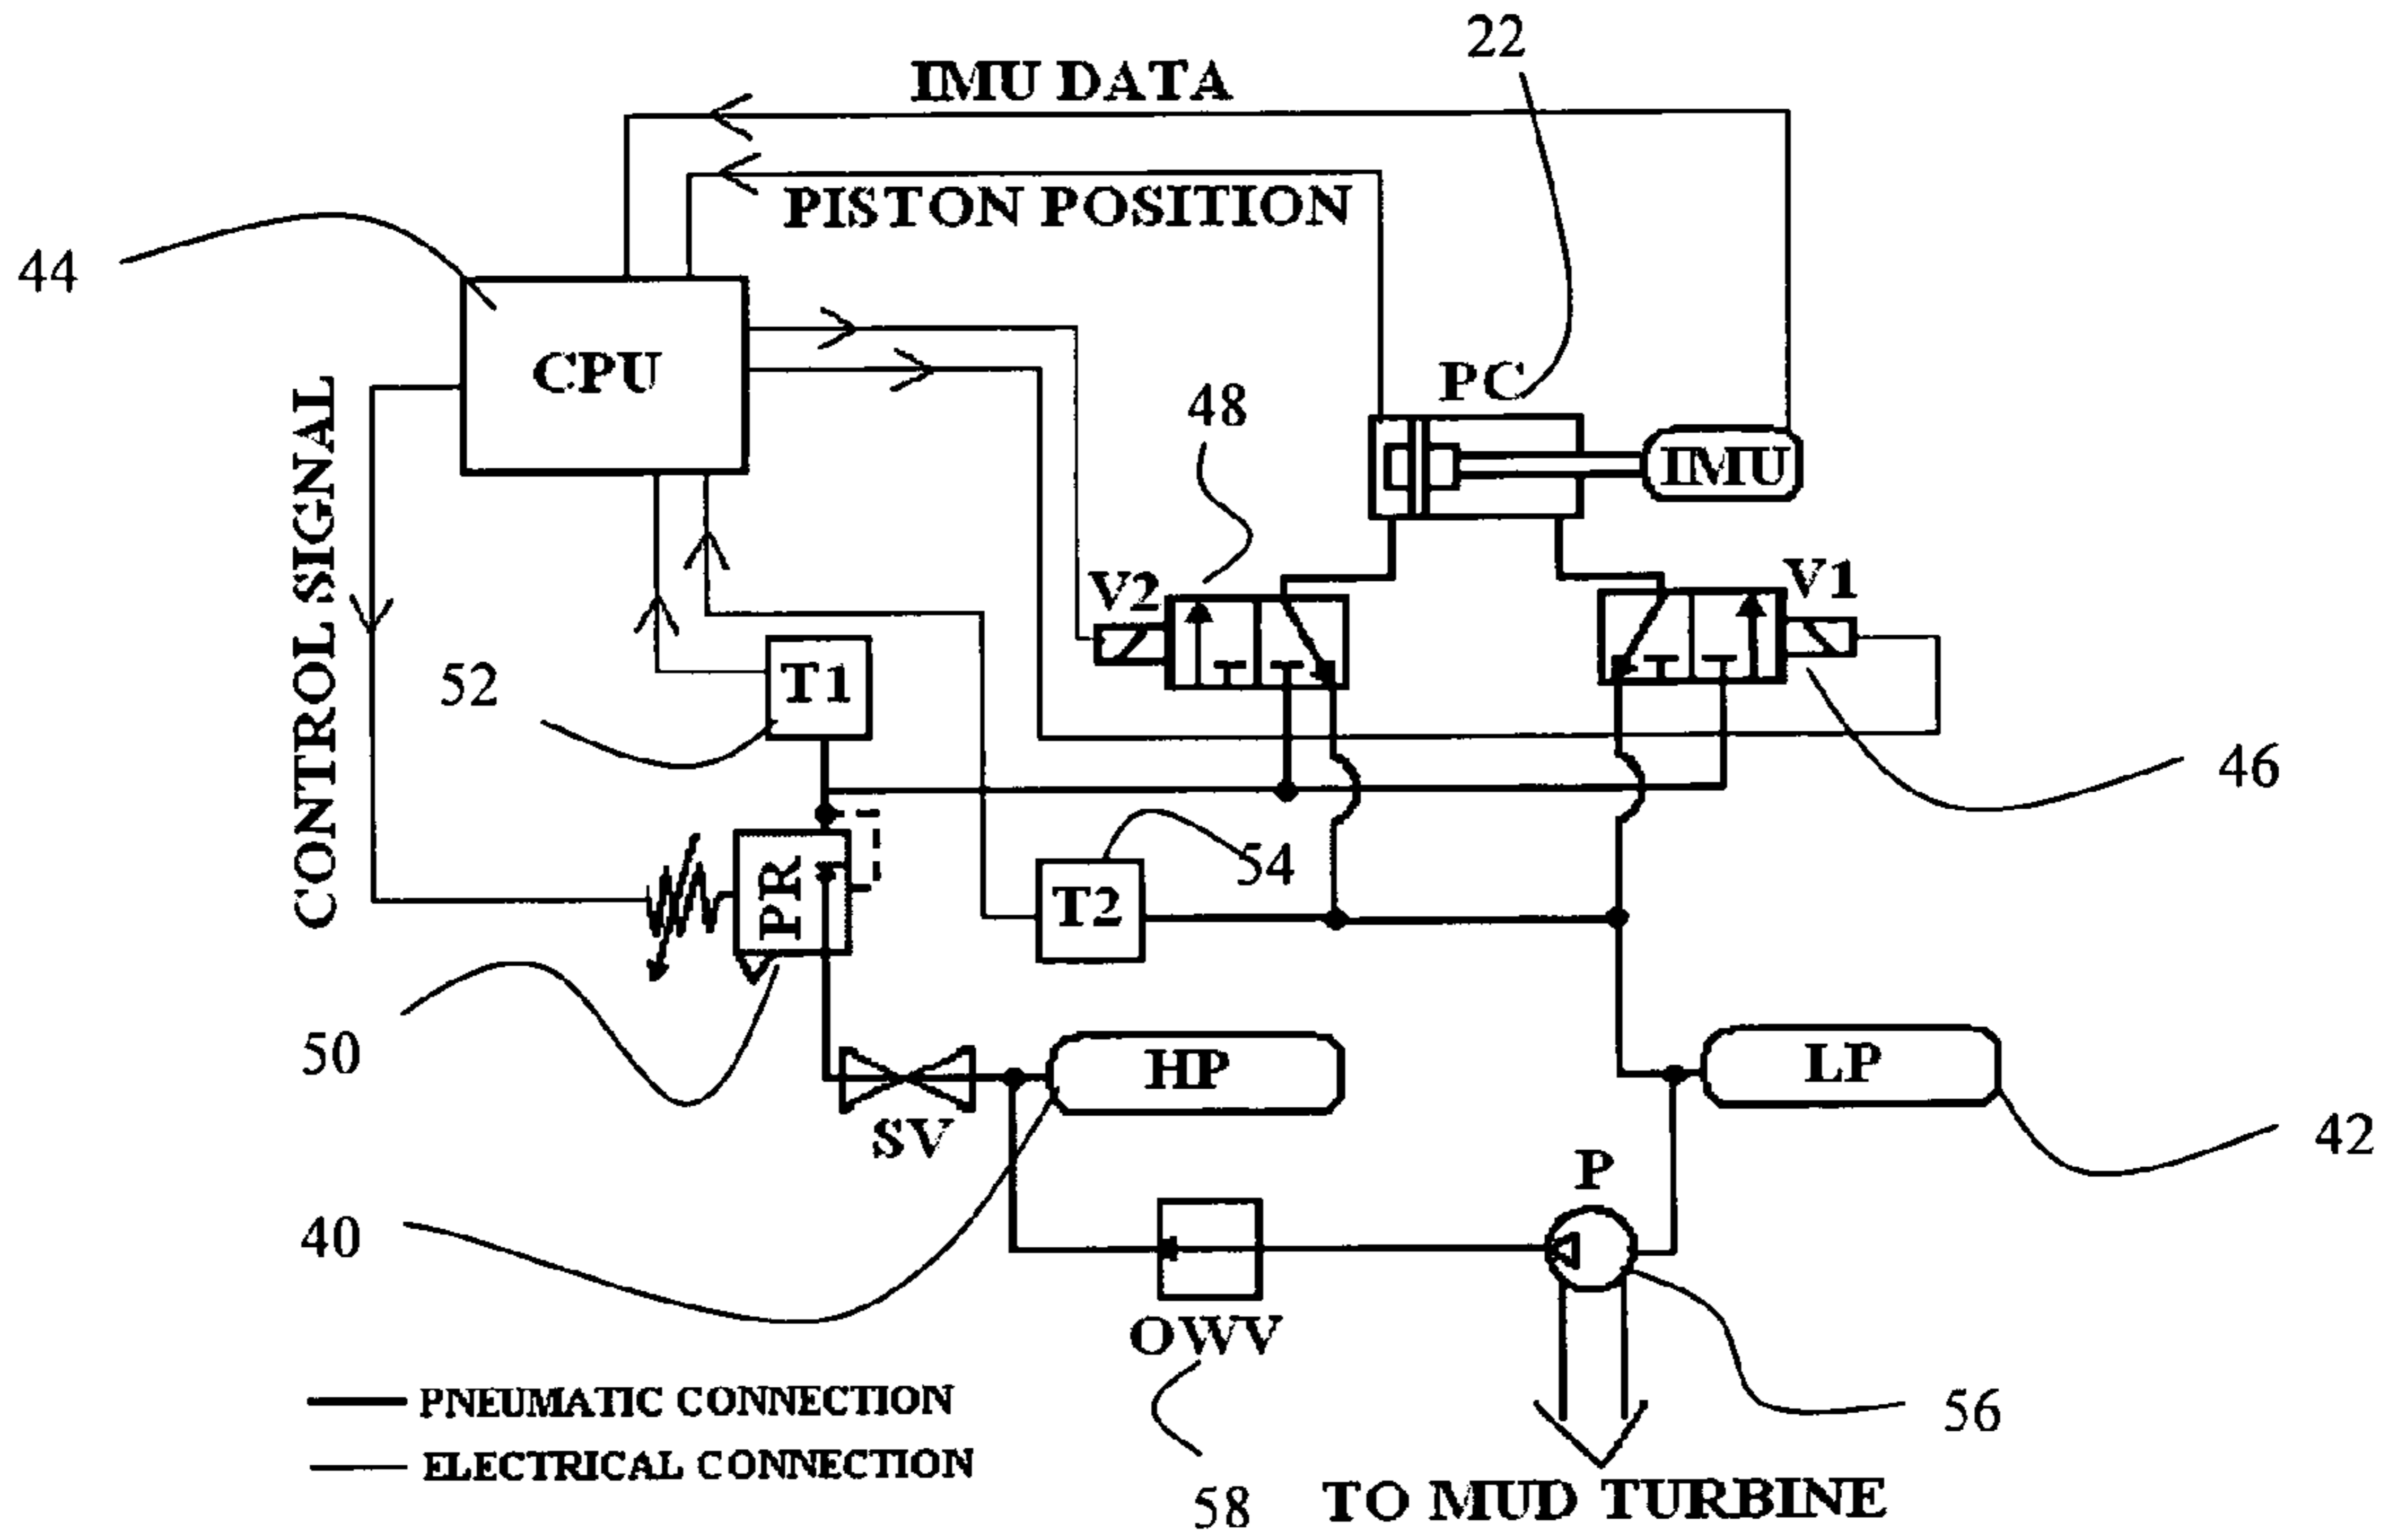 22
IMU DATA
PISTON POSITION
44
CPU
PC
48
IMU
CONTROL SIGNAL
V2
V1
52
T1
46
54
PR
T2
50
HP
LP
SV
42
P
40
OWV
56
PNEUMATIC CONNECTION
ELECTRICAL CONNECTION
58
TO MUD TURBINE